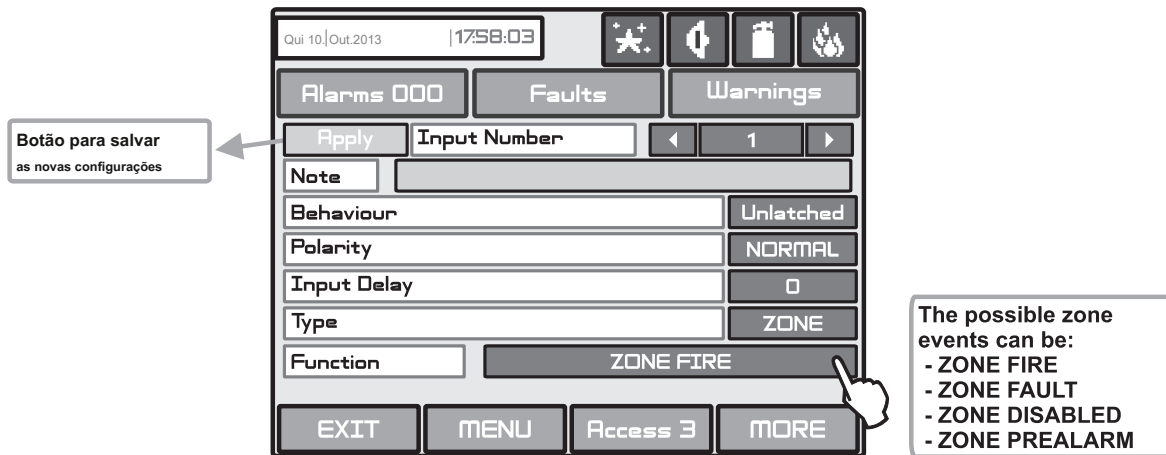 Qui 10. Out.2013 17:58:03
Alarms 000 Faults Warnings
Botão para salvar
as novas configurações
Apply Input Number 1
Note
Behaviour Unlatched
Polarity NORMAL
Input Delay 0
Type ZONE
Function ZONE FIRE
EXIT MENU Access 3 MORE
The possible zone
events can be:
- ZONE FIRE
- ZONE FAULT
- ZONE DISABLED
- ZONE PREALARM